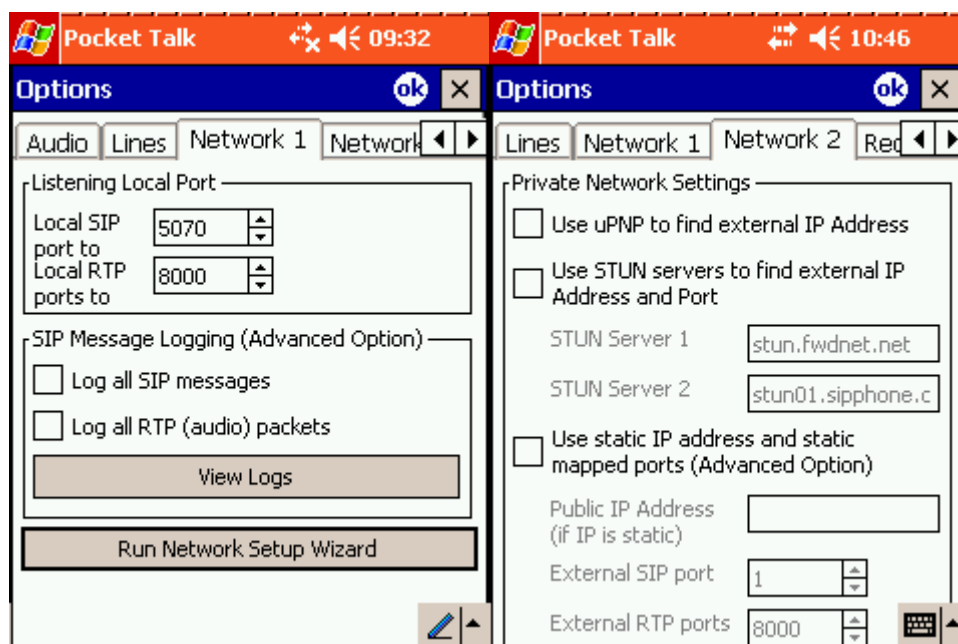 Pocket Talk 09:32
Options ok
Audio Lines Network 1 Network
Listening Local Port
Local SIP
port to
5070
Local RTP
ports to
8000
SIP Message Logging (Advanced Option)
Log all SIP messages
Log all RTP (audio) packets
View Logs
Run Network Setup Wizard
Pocket Talk 10:46
Options ok
Lines Network 1 Network 2 Rec
Private Network Settings
Use uPNP to find external IP Address
Use STUN servers to find external IP
Address and Port
STUN Server 1 stun.fwdnet.net
STUN Server 2 stun01.sipphone.c
Use static IP address and static
mapped ports (Advanced Option)
Public IP Address
(if IP is static)
External SIP port 1
External RTP ports 8000